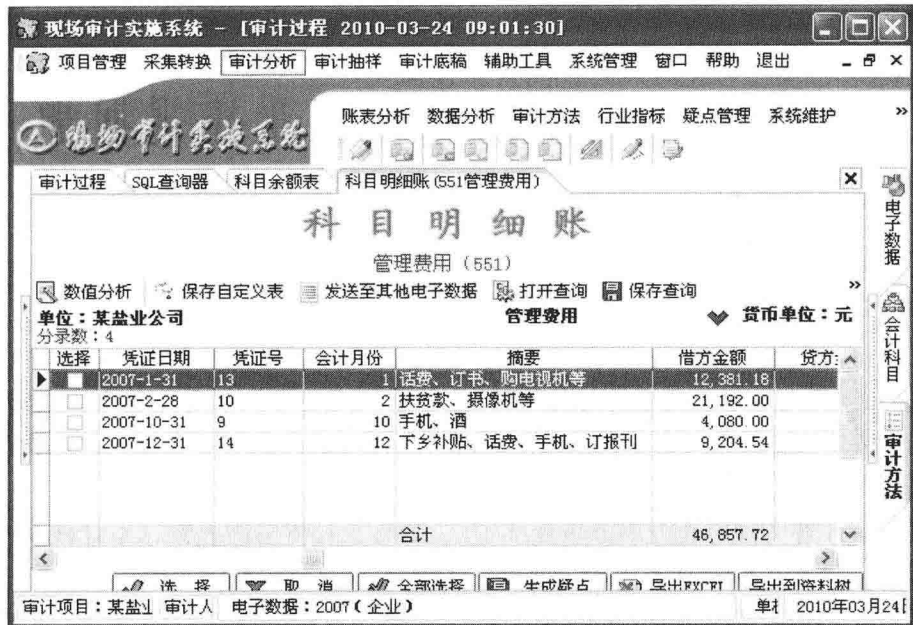 现场审计实施系统 - [审计过程 2010-03-24 09:01:30]
项目管理 采集转换 审计分析 审计抽样 审计底稿 辅助工具 系统管理 窗口 帮助 退出
账表分析 数据分析 审计方法 行业指标 疑点管理 系统维护 »
现场审计实施系统
审计过程 SQL查询器 科目余额表 科目明细账(551管理费用)
电子数据
科目明细账
管理费用(551)
数值分析 保存自定义表 发送至其他电子数据 打开查询 保存查询 »
单位:某盐业公司 管理费用 货币单位:元
分录数:4
选择 凭证日期 凭证号 会计月份 摘要 借方金额 贷方
2007-1-31 13 1 话费、订书、购电视机等 12,381.18
2007-2-28 10 2 扶贫款、摄像机等 21,192.00
2007-10-31 9 10 手机、酒 4,080.00
2007-12-31 14 12 下乡补贴、话费、手机、订报刊 9,204.54
合计 46,857.72
会计科目
审计方法
选择 取消 全部选择 生成疑点 导出EXCEL 导出到资料树
审计项目:某盐业 审计人 电子数据:2007(企业) 2010年03月24日